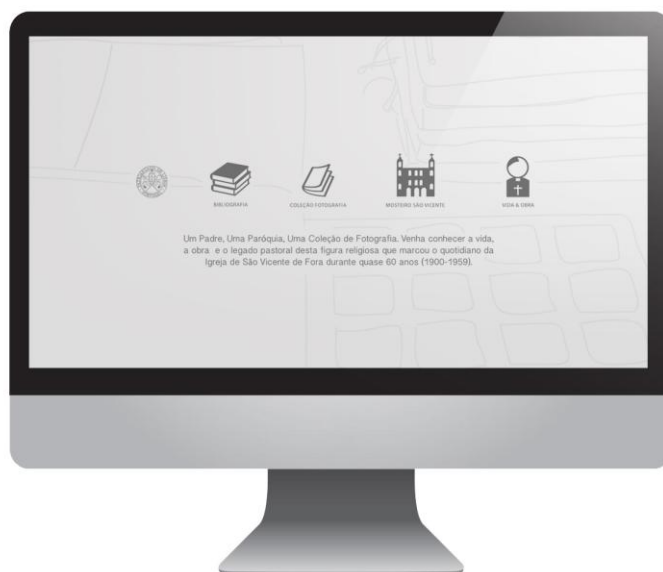 BIBLIOGRAFIA
COLEÇÃO FOTOGRAFIA
MOSTEIRO SÃO VICENTE
VIDA & OBRA
Um Padre, Uma Paróquia, Uma Coleção de Fotografia. Venha conhecer a vida,
a obra e o legado pastoral desta figura religiosa que marcou o quotidiano da
Igreja de São Vicente de Fora durante quase 60 anos (1900-1959).